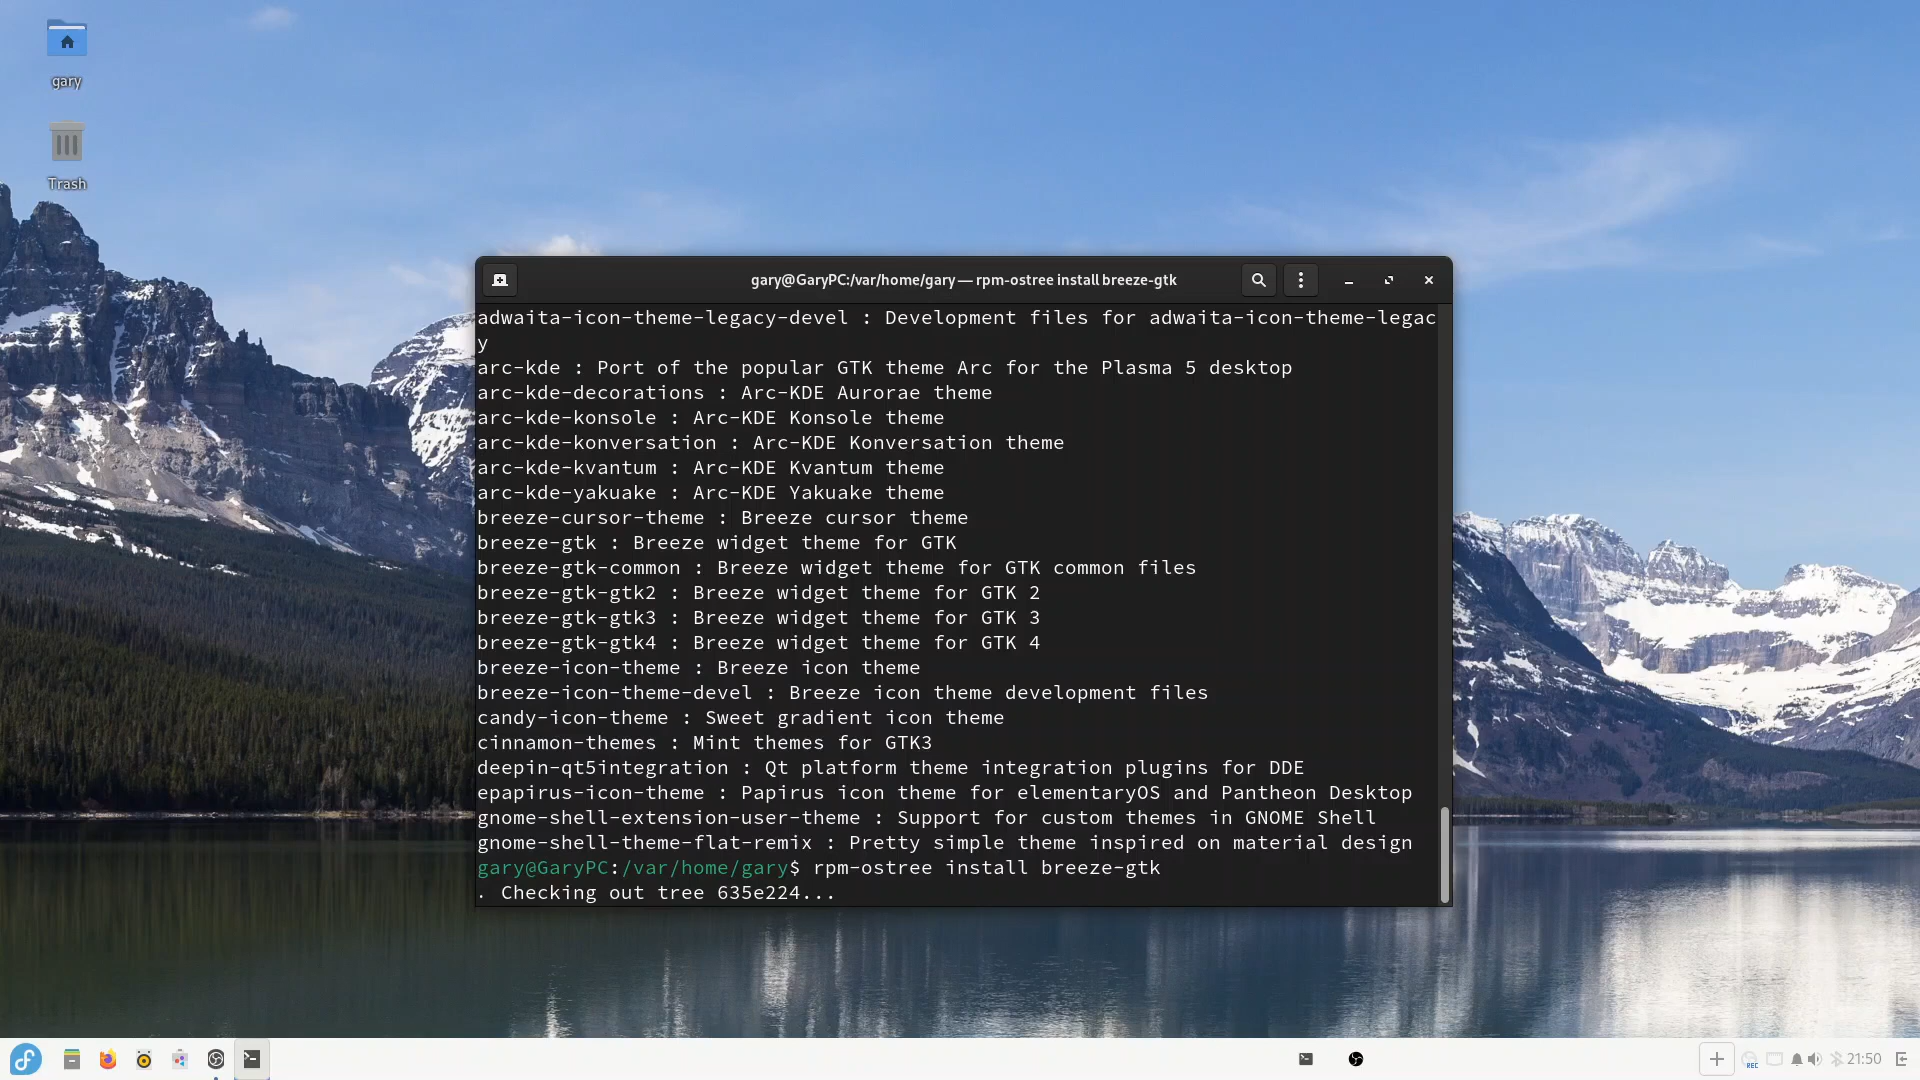 gary
Trash
gary@GaryPC:/var/home/gary — rpm-ostree install breeze-gtk
adwaita-icon-theme-legacy-devel : Development files for adwaita-icon-theme-legac
y
arc-kde : Port of the popular GTK theme Arc for the Plasma 5 desktop
arc-kde-decorations : Arc-KDE Aurorae theme
arc-kde-konsole : Arc-KDE Konsole theme
arc-kde-konversation : Arc-KDE Konversation theme
arc-kde-kvantum : Arc-KDE Kvantum theme
arc-kde-yakuake : Arc-KDE Yakuake theme
breeze-cursor-theme : Breeze cursor theme
breeze-gtk : Breeze widget theme for GTK
breeze-gtk-common : Breeze widget theme for GTK common files
breeze-gtk-gtk2 : Breeze widget theme for GTK 2
breeze-gtk-gtk3 : Breeze widget theme for GTK 3
breeze-gtk-gtk4 : Breeze widget theme for GTK 4
breeze-icon-theme : Breeze icon theme
breeze-icon-theme-devel : Breeze icon theme development files
candy-icon-theme : Sweet gradient icon theme
cinnamon-themes : Mint themes for GTK3
deepin-qt5integration : Qt platform theme integration plugins for DDE
epapirus-icon-theme : Papirus icon theme for elementaryOS and Pantheon Desktop
gnome-shell-extension-user-theme : Support for custom themes in GNOME Shell
gnome-shell-theme-flat-remix : Pretty simple theme inspired on material design
gary@GaryPC:/var/home/gary$ rpm-ostree install breeze-gtk
. Checking out tree 635e224...
REC
21:50